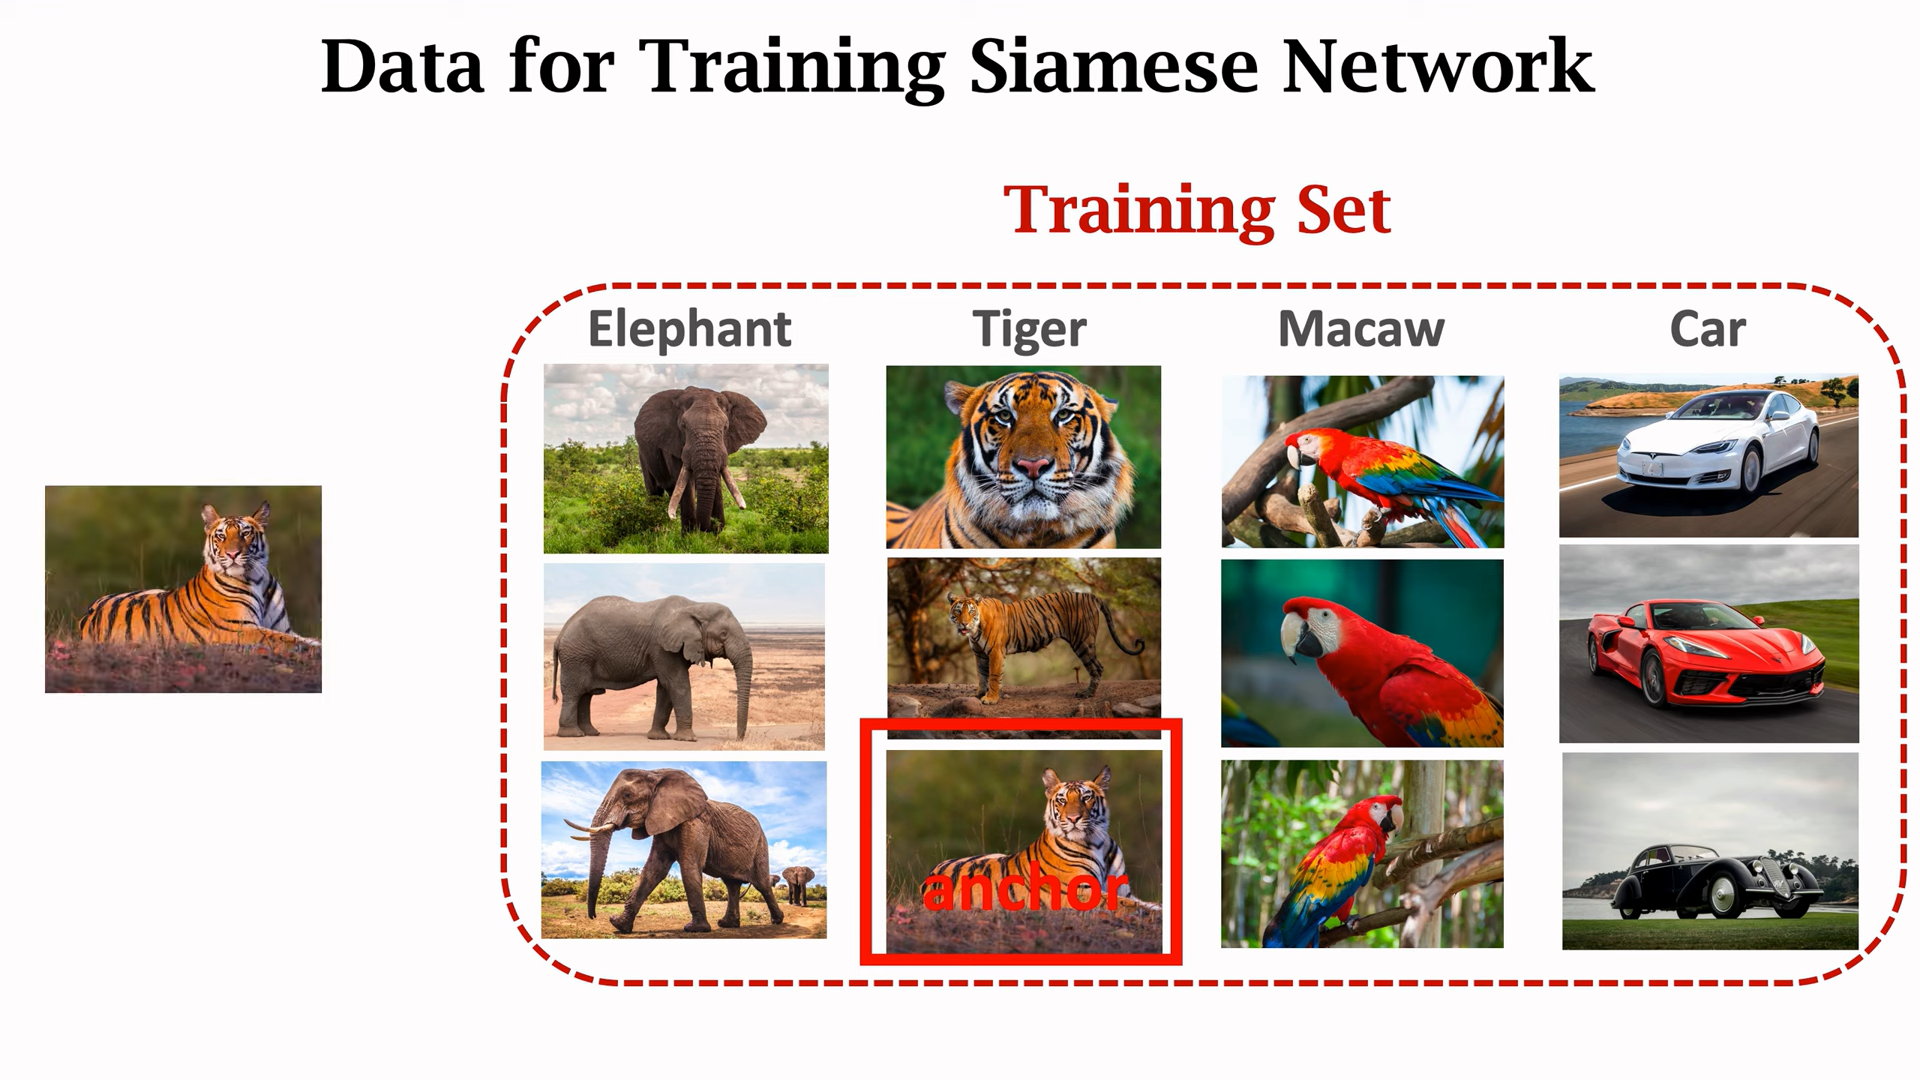 Data for Training Siamese Network
Training Set
Elephant Tiger Macaw Car
anchor